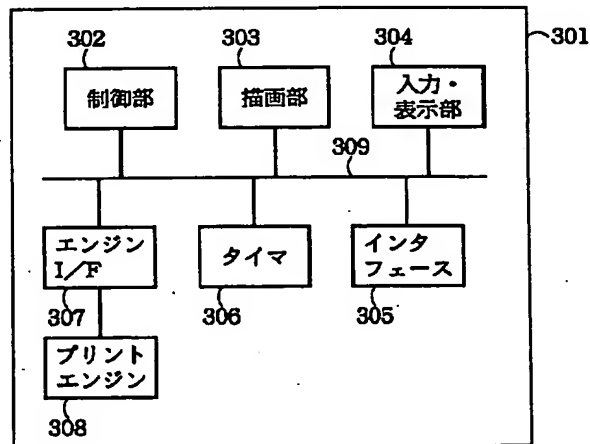 302
303
304
301
制御部
描画部
入力・
表示部
309
エンジン
I/F
タイマ
インタ
フェース
307
306
305
プリント
エンジン
308